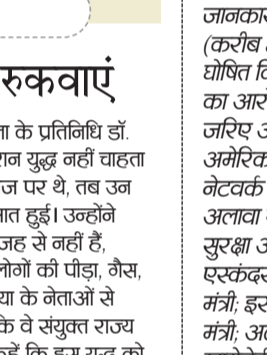 रुकवाएं
ता के प्रतिनिधि डॉ.
रान युद्ध नहीं चाहता
ज पर थे, तब उन
ात हुई। उन्होंने
जह से नहीं हैं,
लोगों की पीड़ा, गैस,
या के नेताओं से
के वे संयुक्त राज्य
कि इस युद्ध को
जानका
(करीब
घोषित
का आर
जरिए
अमेरिक
नेटवर्क
अलावा
सुरक्षा
एस्कंदर
मंत्री; इर
मंत्री;